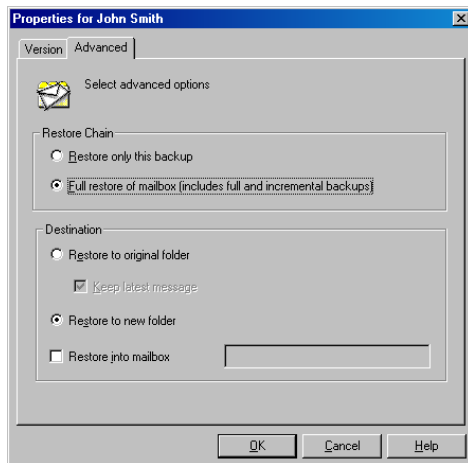 Properties for John Smith
Version Advanced
Select advanced options
Restore Chain
Restore only this backup
Full restore of mailbox (includes full and incremental backups)
Destination
Restore to original folder
Keep latest message
Restore to new folder
Restore into mailbox
OK Cancel Help